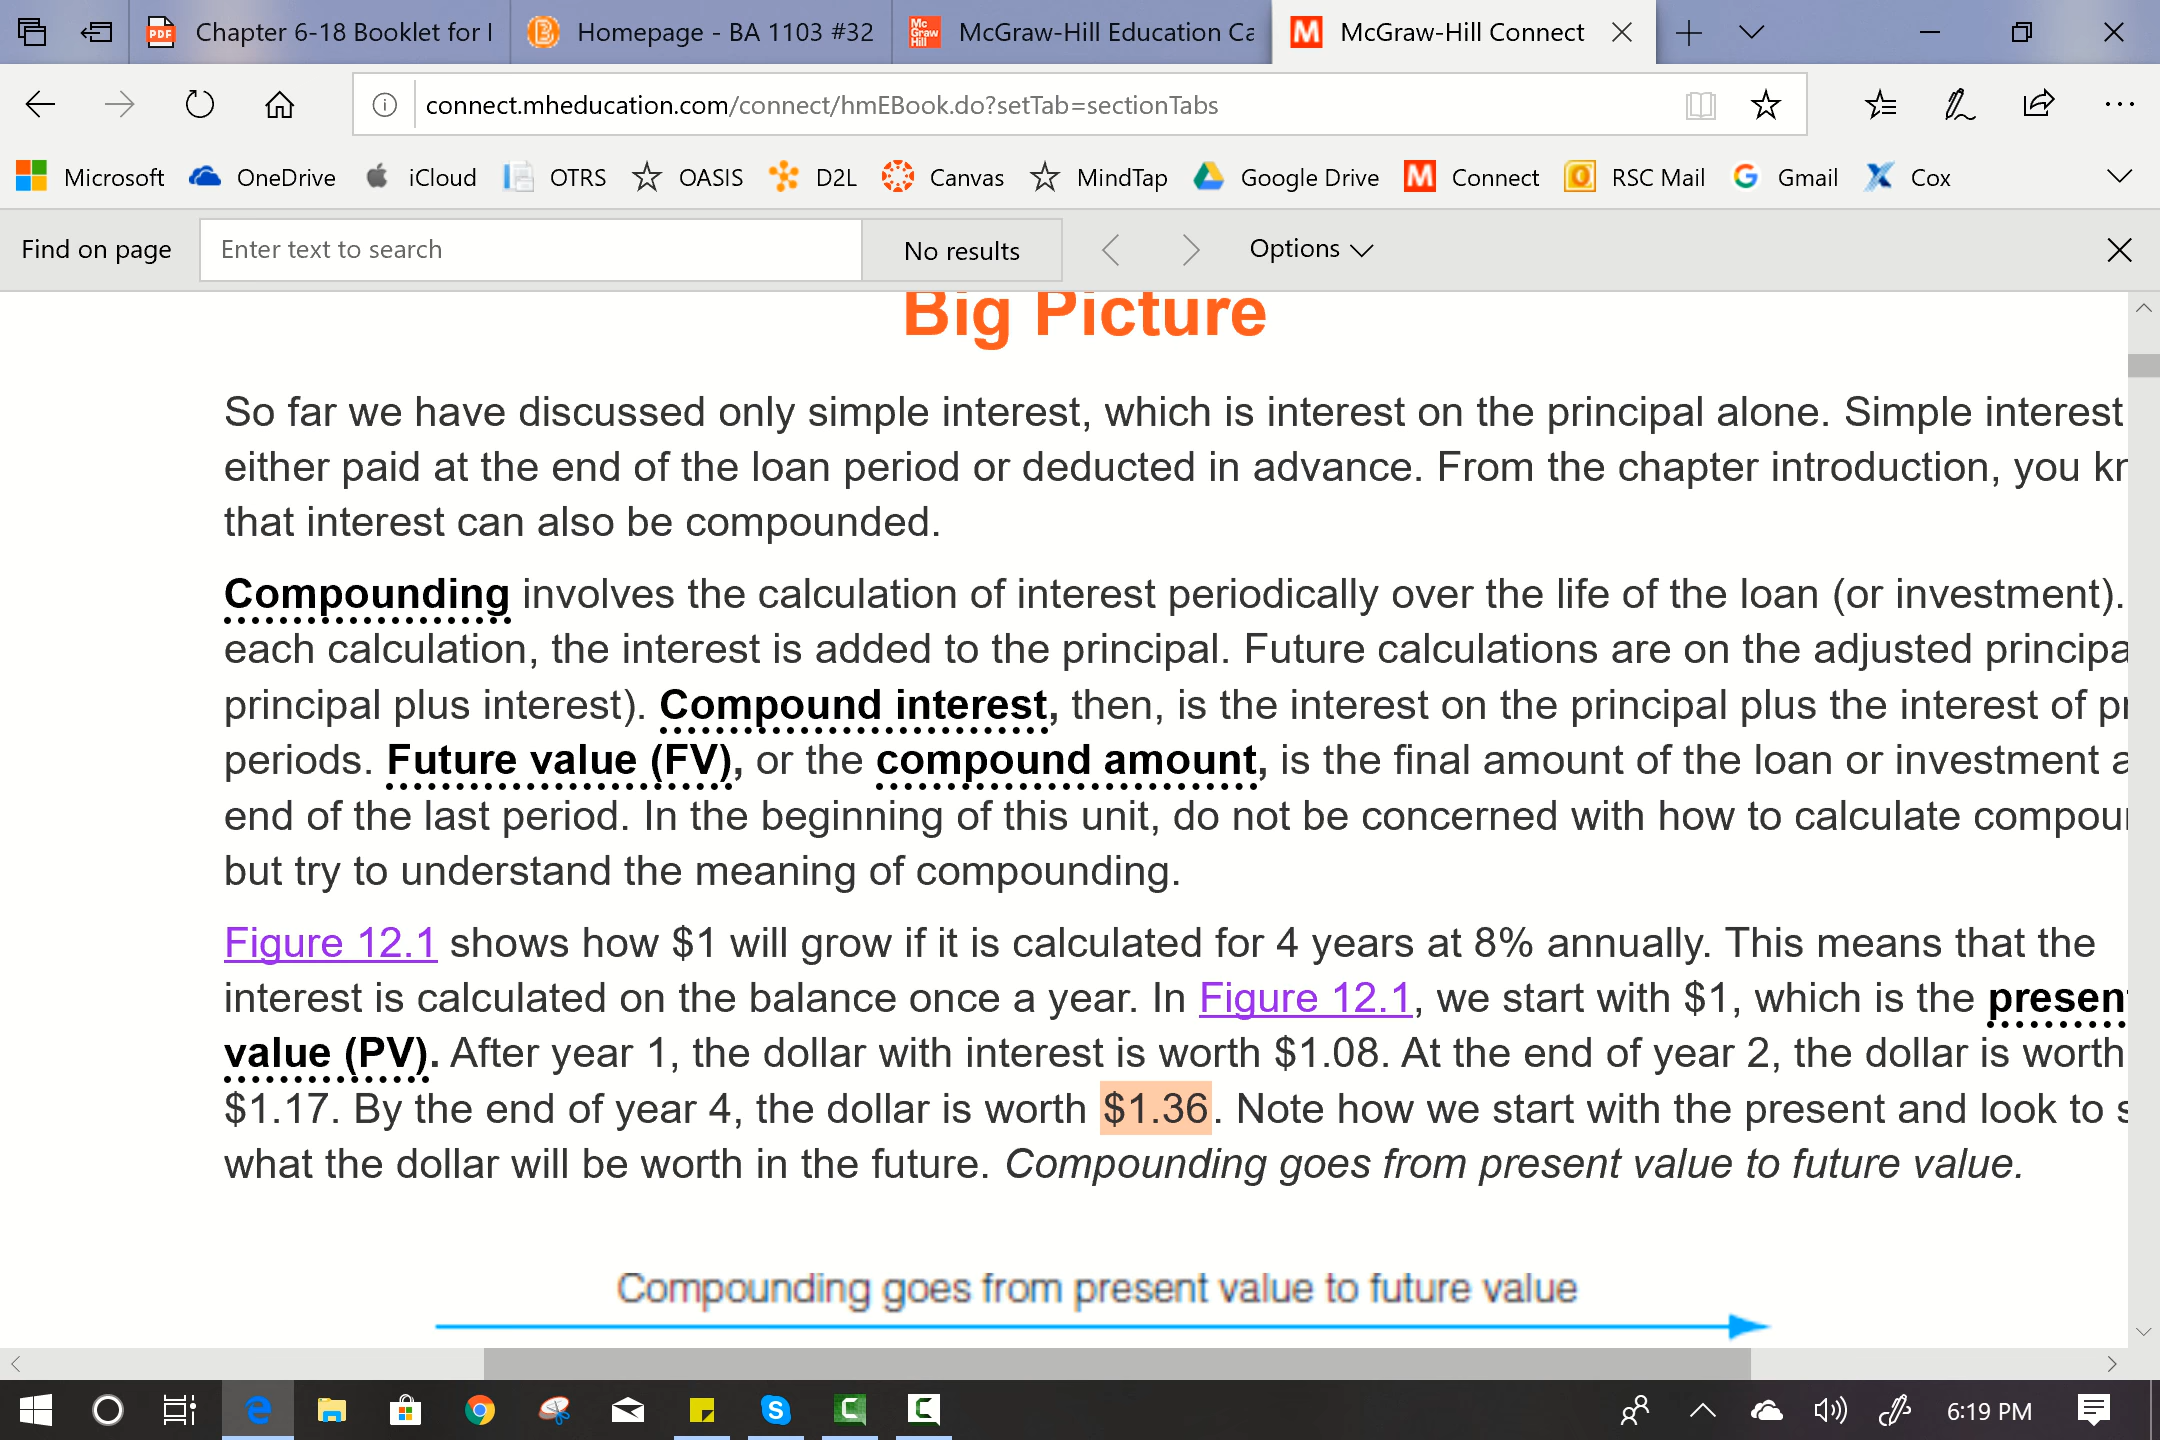 Chapter 6-18 Booklet for I
Homepage - BA 1103 #32
McGraw-Hill Education Ca
McGraw-Hill Connect
connect.mheducation.com/connect/hmEBook.do?setTab=sectionTabs
Microsoft OneDrive iCloud OTRS OASIS D2L Canvas MindTap Google Drive Connect RSC Mail Gmail Cox
Find on page Enter text to search No results Options
Big Picture
So far we have discussed only simple interest, which is interest on the principal alone. Simple interest
either paid at the end of the loan period or deducted in advance. From the chapter introduction, you kn
that interest can also be compounded.
Compounding involves the calculation of interest periodically over the life of the loan (or investment).
each calculation, the interest is added to the principal. Future calculations are on the adjusted principa
principal plus interest). Compound interest, then, is the interest on the principal plus the interest of pr
periods. Future value (FV), or the compound amount, is the final amount of the loan or investment a
end of the last period. In the beginning of this unit, do not be concerned with how to calculate compou
but try to understand the meaning of compounding.
Figure 12.1 shows how $1 will grow if it is calculated for 4 years at 8% annually. This means that the
interest is calculated on the balance once a year. In Figure 12.1, we start with $1, which is the presen
value (PV). After year 1, the dollar with interest is worth $1.08. At the end of year 2, the dollar is worth
$1.17. By the end of year 4, the dollar is worth $1.36. Note how we start with the present and look to s
what the dollar will be worth in the future. Compounding goes from present value to future value.
Compounding goes from present value to future value
6:19 PM